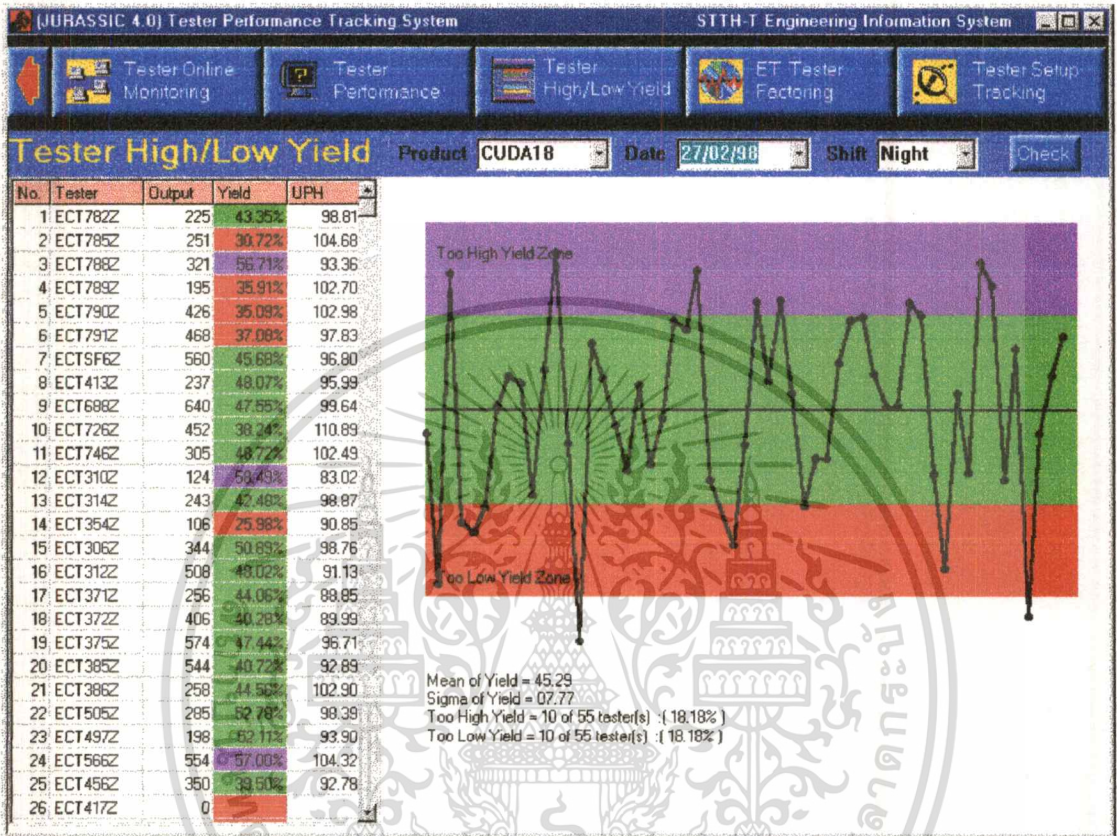 (JURASSIC 4.0) Tester Performance Tracking System STTH-T Engineering Information System
Tester Online Monitoring
Tester Performance
Tester High/Low Yield
ET Tester Factoring
Tester Setup Tracking
Tester High/Low Yield Product CUDA18 Date 27/02/98 Shift Night Check
No. Tester Output Yield UPH
1 ECT782Z 225 43.35% 98.81
2 ECT785Z 251 30.72% 104.68
3 ECT788Z 321 56.71% 93.36
4 ECT789Z 195 35.91% 102.70
5 ECT790Z 426 35.09% 102.98
6 ECT791Z 468 37.08% 97.83
7 ECTSF6Z 560 45.68% 96.80
8 ECT413Z 237 48.07% 95.99
9 ECT688Z 640 47.55% 99.64
10 ECT726Z 452 38.24% 110.89
11 ECT746Z 305 48.72% 102.49
12 ECT310Z 124 58.49% 83.02
13 ECT314Z 243 42.48% 98.87
14 ECT354Z 106 25.98% 90.85
15 ECT306Z 344 50.89% 98.76
16 ECT312Z 508 48.02% 91.13
17 ECT371Z 256 44.06% 88.85
18 ECT372Z 406 40.28% 89.99
19 ECT375Z 574 47.44% 96.71
20 ECT385Z 544 40.72% 92.89
21 ECT386Z 258 44.56% 102.90
22 ECT505Z 285 52.78% 98.39
23 ECT497Z 198 52.11% 93.90
24 ECT566Z 554 57.00% 104.32
25 ECT456Z 350 39.50% 92.78
26 ECT417Z 0
Too High Yield Zone
Too Low Yield Zone
Mean of Yield = 45.29
Sigma of Yield = 07.77
Too High Yield = 10 of 55 tester(s) :( 18.18% )
Too Low Yield = 10 of 55 tester(s) :( 18.18% )